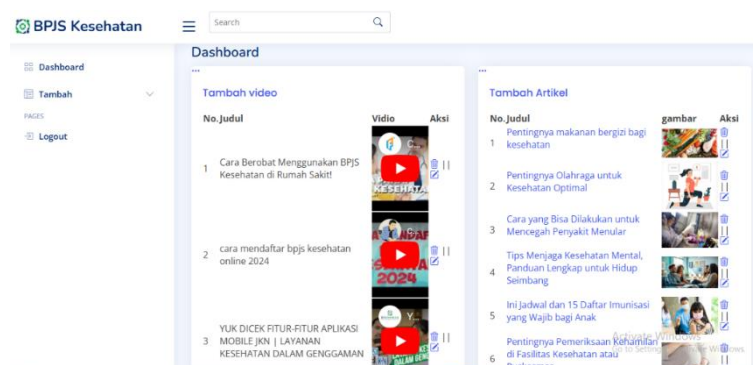 BPJS Kesehatan
Search
Dashboard
Dashboard
Tambah
PAGES
Logout
...
Tambah video
No. Judul Vidio Aksi
1 Cara Berobat Menggunakan BPJS
Kesehatan di Rumah Sakit!
C...
KESEHATA
2 cara mendaftar bpjs kesehatan
online 2024
2024
3 YUK DICEK FITUR-FITUR APLIKASI
MOBILE JKN | LAYANAN
KESEHATAN DALAM GENGGAMAN
Y...
...
Tambah Artikel
No. Judul gambar Aksi
1 Pentingnya makanan bergizi bagi
kesehatan
2 Pentingnya Olahraga untuk
Kesehatan Optimal
3 Cara yang Bisa Dilakukan untuk
Mencegah Penyakit Menular
4 Tips Menjaga Kesehatan Mental,
Panduan Lengkap untuk Hidup
Seimbang
5 Ini Jadwal dan 15 Daftar Imunisasi
yang Wajib bagi Anak
6 Pentingnya Pemeriksaan Kehamilan
di Fasilitas Kesehatan atau
Activate Windows